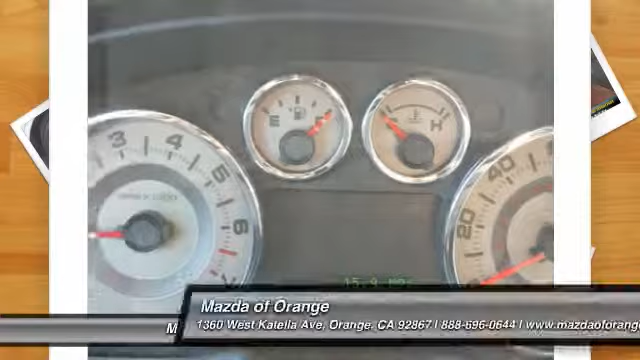 3 4 5 6
E F
H
20 40
Mazda of Orange
1360 West Katella Ave, Orange, CA 92867 | 888-696-0644 | www.mazdaoforang
M